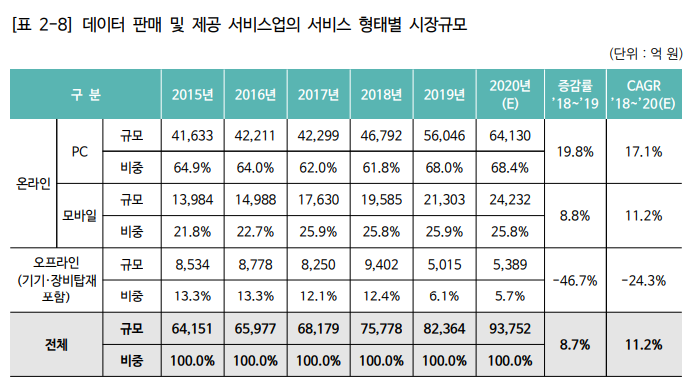 [표 2-8] 데이터 판매 및 제공 서비스업의 서비스 형태별 시장규모
(단위 : 억 원)
구 분 2015년 2016년 2017년 2018년 2019년 2020년 (E) 증감률 ’18~’19 CAGR ’18~’20(E)
온라인 PC 규모 41,633 42,211 42,299 46,792 56,046 64,130 19.8% 17.1%
비중 64.9% 64.0% 62.0% 61.8% 68.0% 68.4%
모바일 규모 13,984 14,988 17,630 19,585 21,303 24,232 8.8% 11.2%
비중 21.8% 22.7% 25.9% 25.8% 25.9% 25.8%
오프라인 (기기·장비탑재 포함) 규모 8,534 8,778 8,250 9,402 5,015 5,389 -46.7% -24.3%
비중 13.3% 13.3% 12.1% 12.4% 6.1% 5.7%
전체 규모 64,151 65,977 68,179 75,778 82,364 93,752 8.7% 11.2%
비중 100.0% 100.0% 100.0% 100.0% 100.0% 100.0%